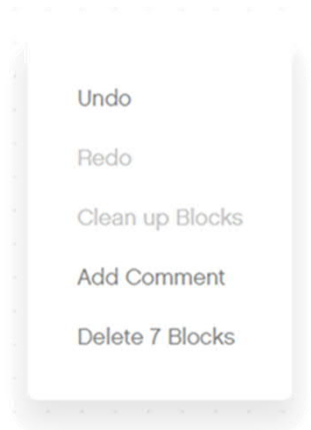 Undo
Redo
Clean up Blocks
Add Comment
Delete 7 Blocks